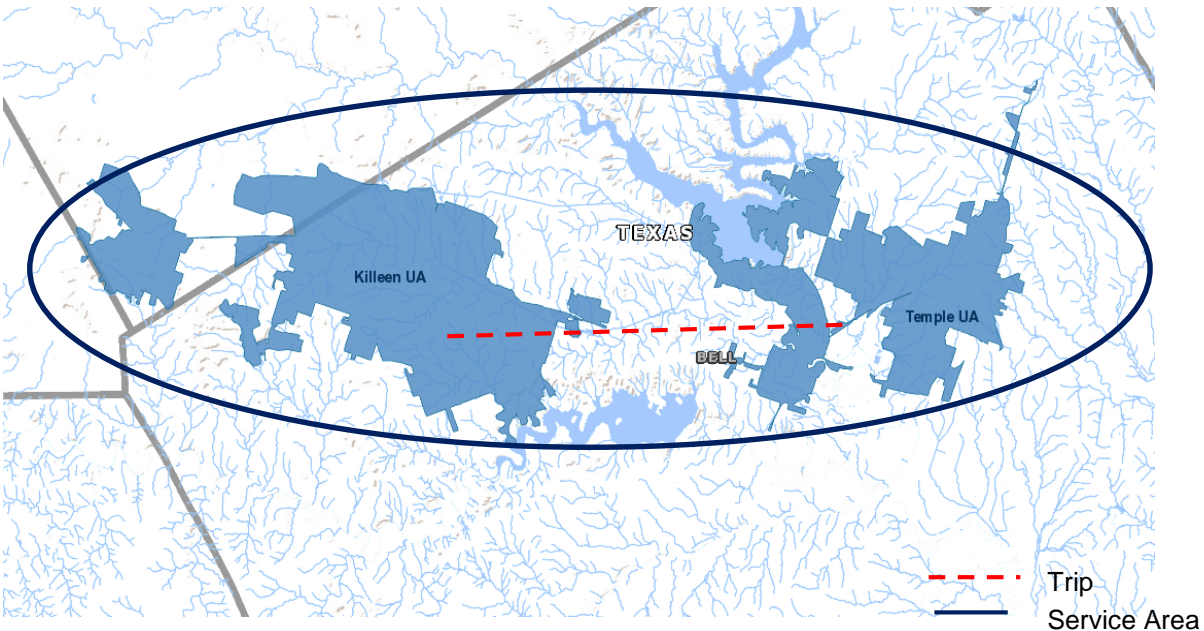 TEXAS
Killeen UA
Temple UA
BELL
Trip
Service Area